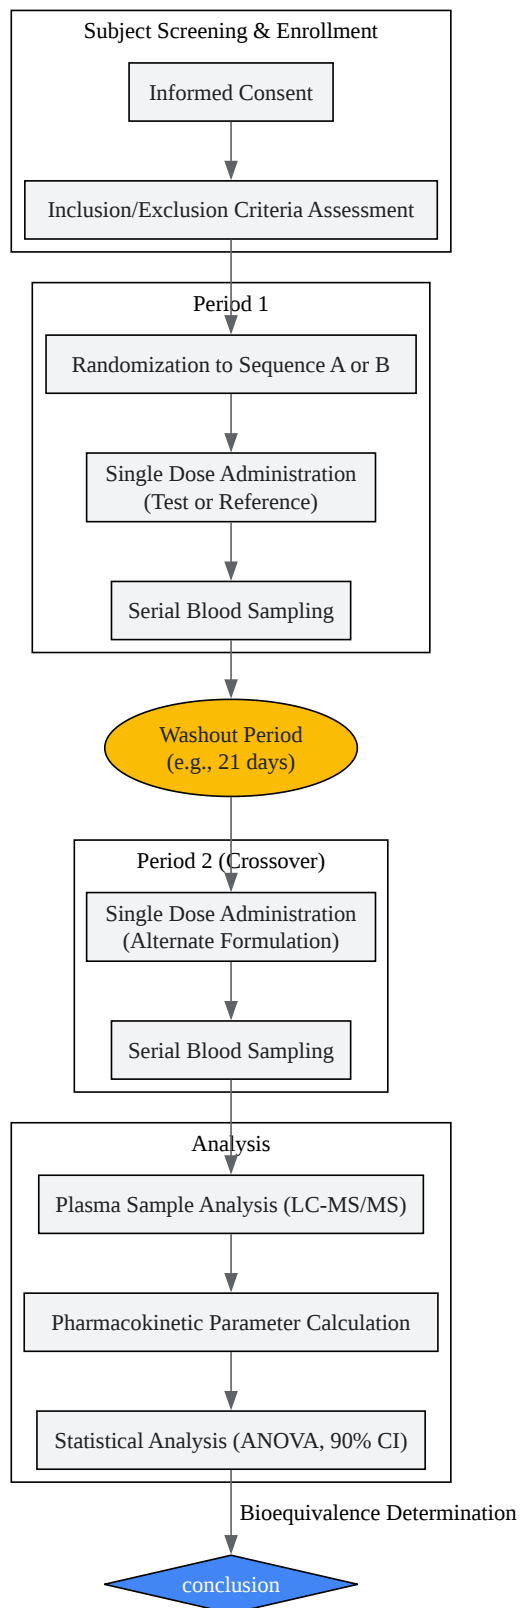 Subject Screening & Enrollment
Informed Consent
Inclusion/Exclusion Criteria Assessment
Period 1
Randomization to Sequence A or B
Single Dose Administration
(Test or Reference)
Serial Blood Sampling
Washout Period
(e.g., 21 days)
Period 2 (Crossover)
Single Dose Administration
(Alternate Formulation)
Serial Blood Sampling
Analysis
Plasma Sample Analysis (LC-MS/MS)
Pharmacokinetic Parameter Calculation
Statistical Analysis (ANOVA, 90% CI)
Bioequivalence Determination
conclusion